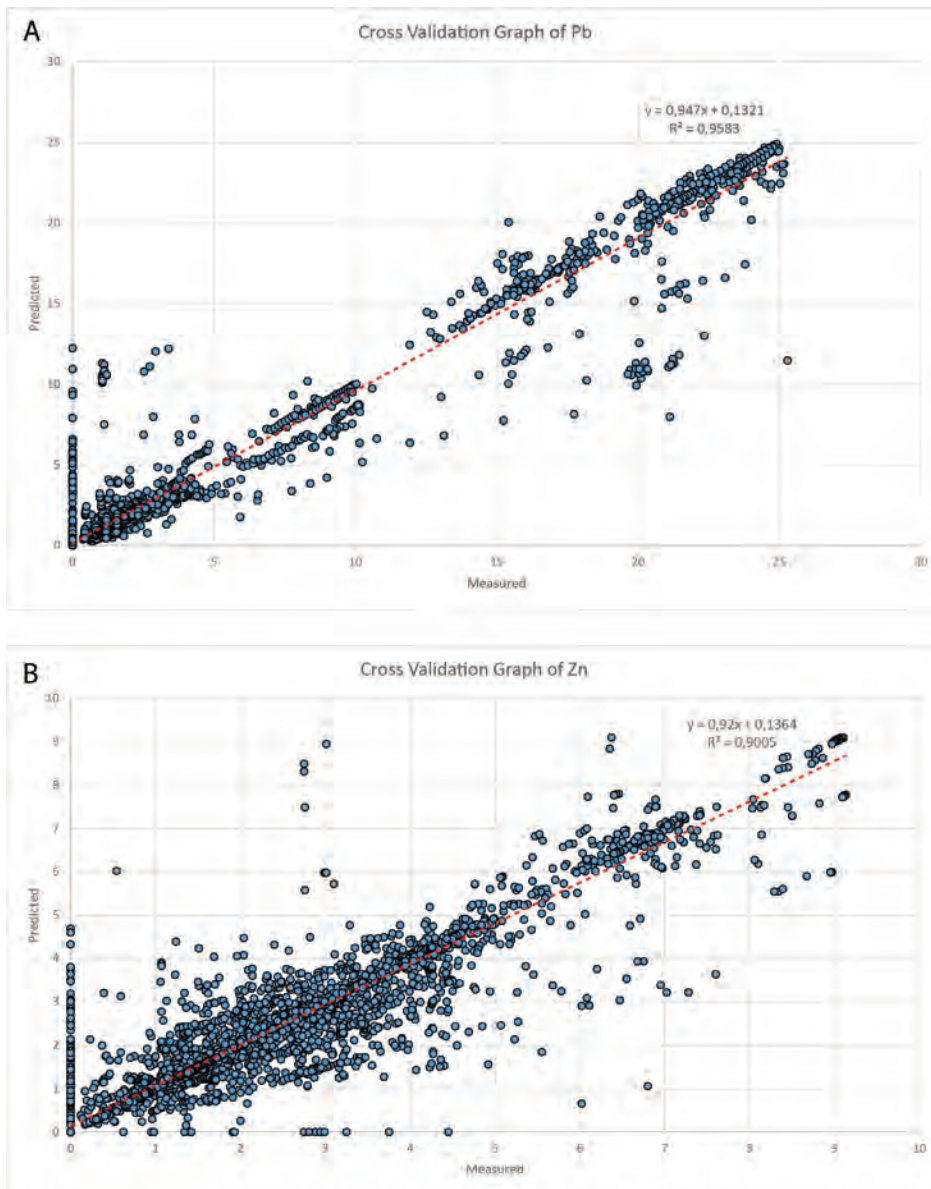 A
Cross Validation Graph of Pb
30
y = 0,947x + 0,1321
R² = 0,9583
25
20
15
Predicted
10
5
0
0 5 10 15 20 25 30
Measured
B
Cross Validation Graph of Zn
10
y = 0,92x + 0,1364
R² = 0,9005
9
8
7
6
5
Predicted
4
3
2
1
0
0 1 2 3 4 5 6 7 8 9 10
Measured